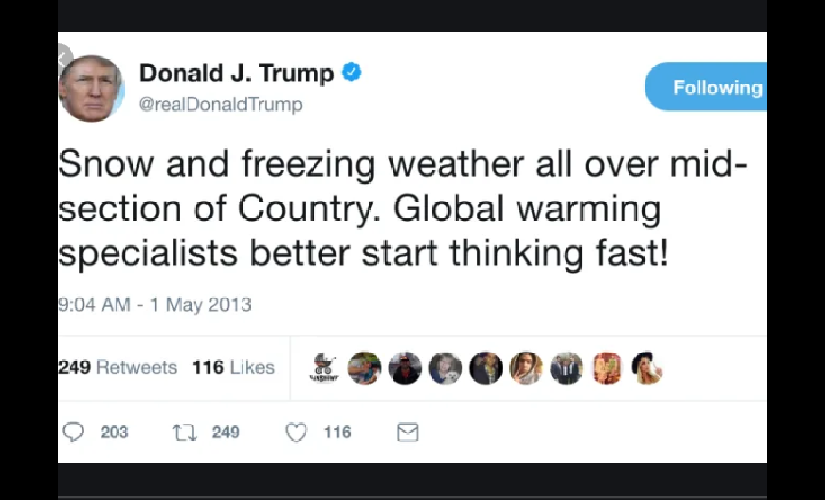 Donald J. Trump
@realDonaldTrump
Following
Snow and freezing weather all over mid-
section of Country. Global warming
specialists better start thinking fast!
9:04 AM - 1 May 2013
249 Retweets 116 Likes
203 249 116